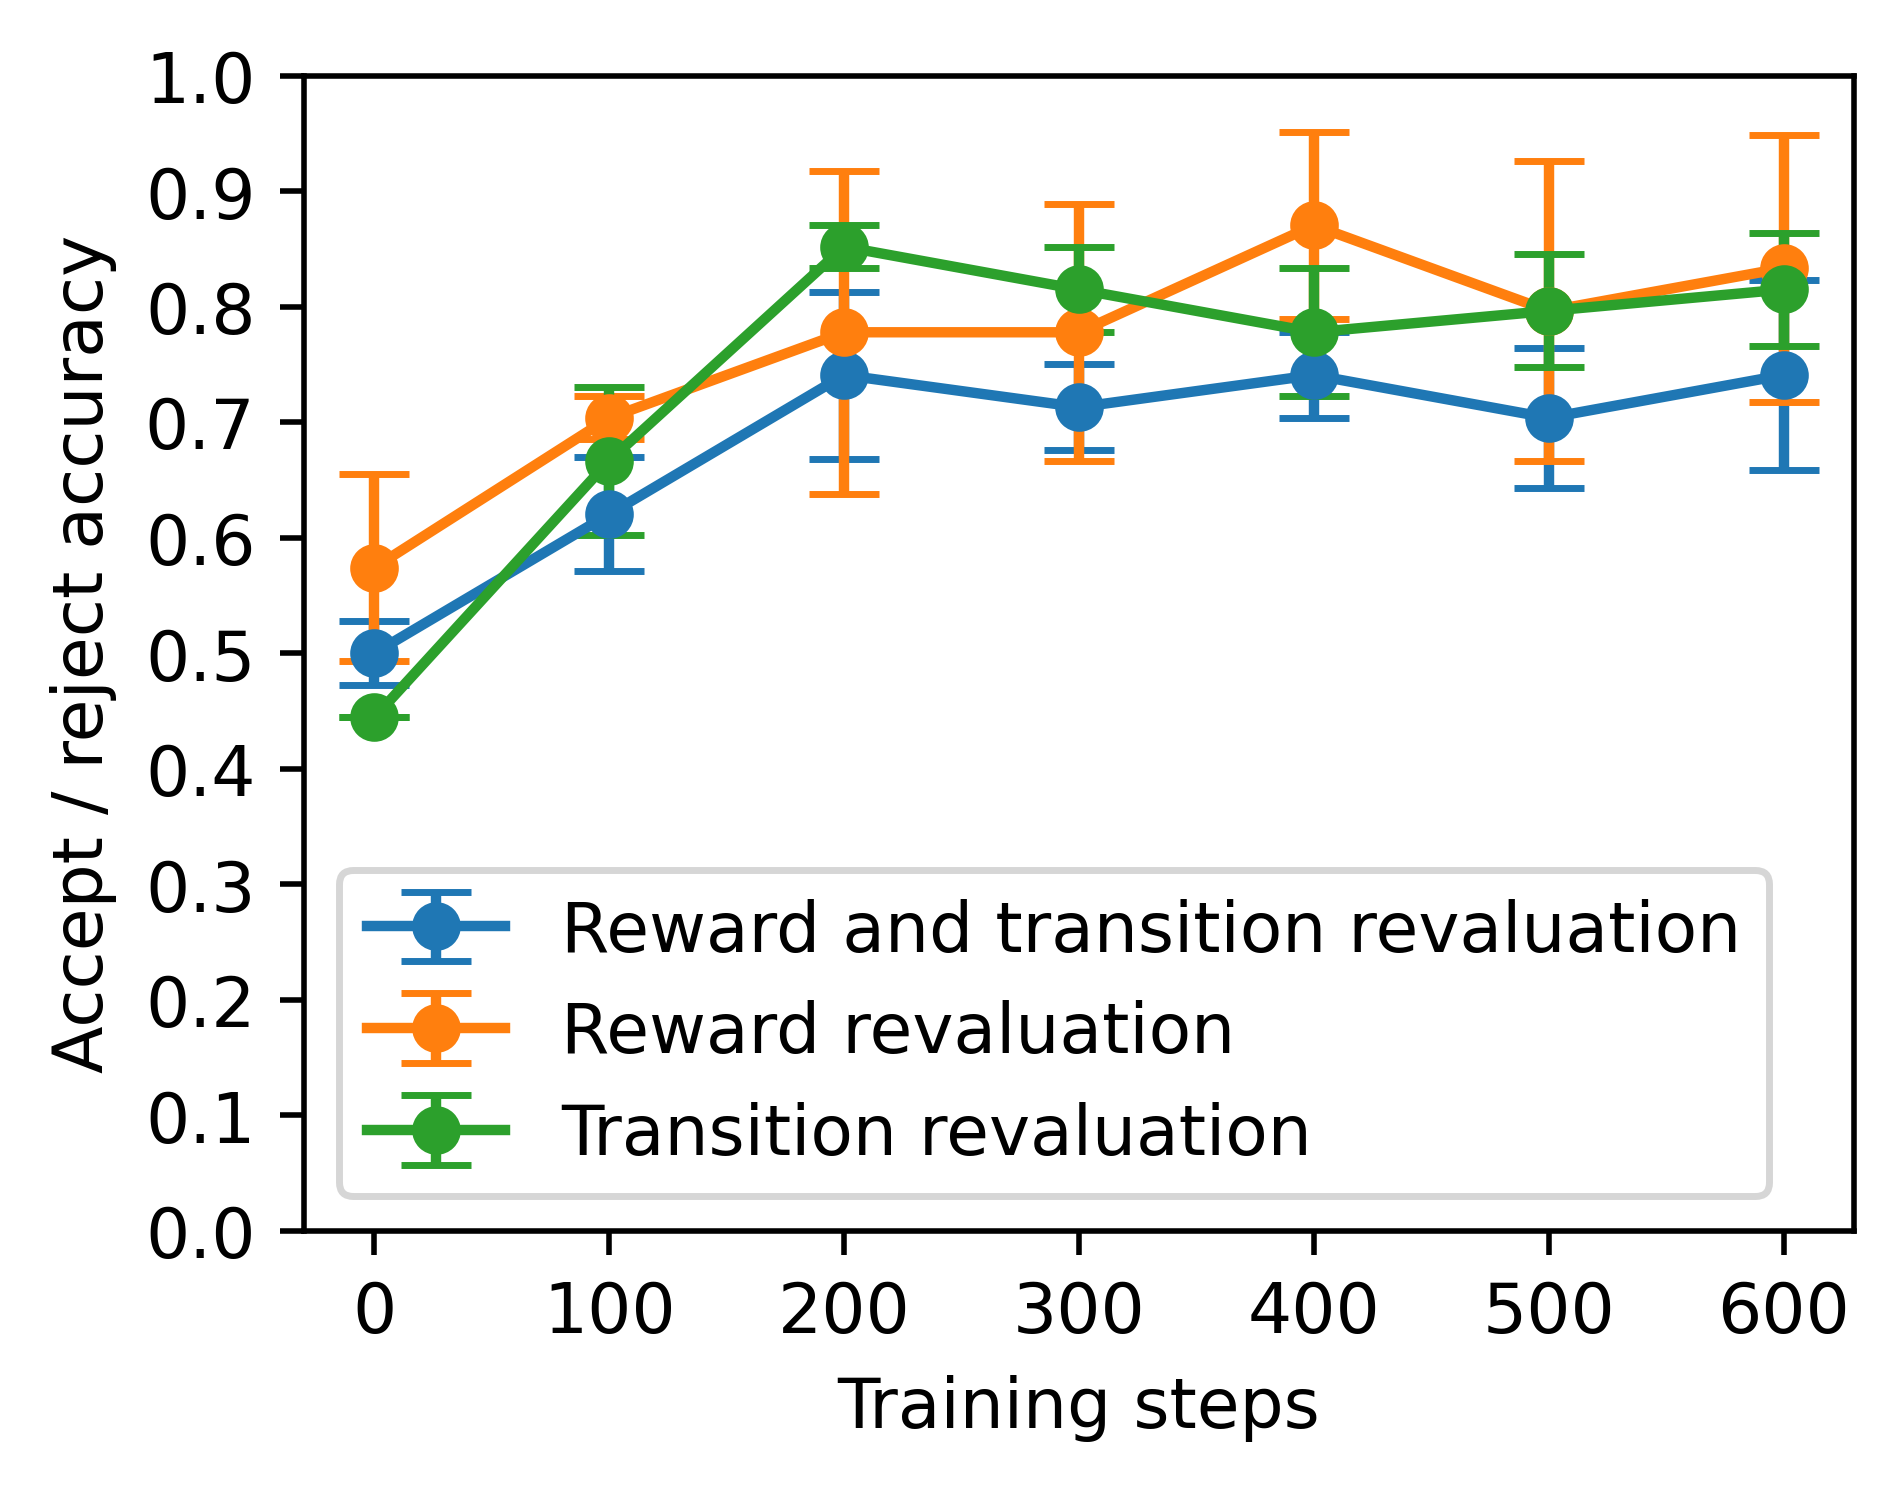 1.0
0.9
0.8
0.7
0.6
0.5
0.4
0.3
0.2
0.1
0.0
Accept / reject accuracy
Reward and transition revaluation
Reward revaluation
Transition revaluation
0 100 200 300 400 500 600
Training steps